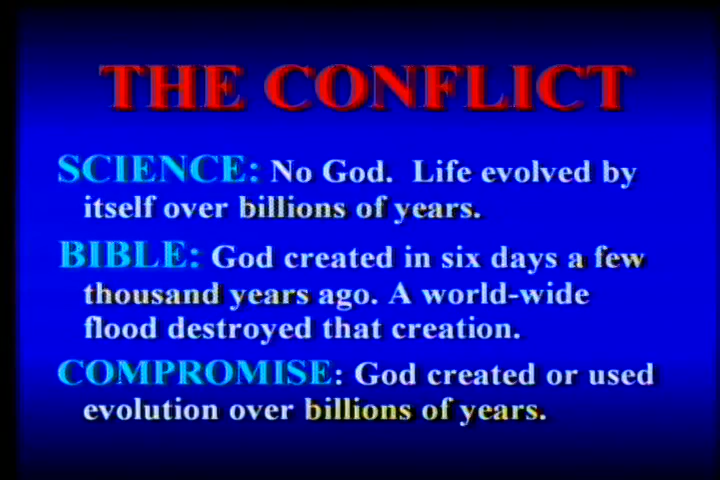 THE CONFLICT
SCIENCE: No God. Life evolved by
itself over billions of years.
BIBLE: God created in six days a few
thousand years ago. A world-wide
flood destroyed that creation.
COMPROMISE: God created or used
evolution over billions of years.